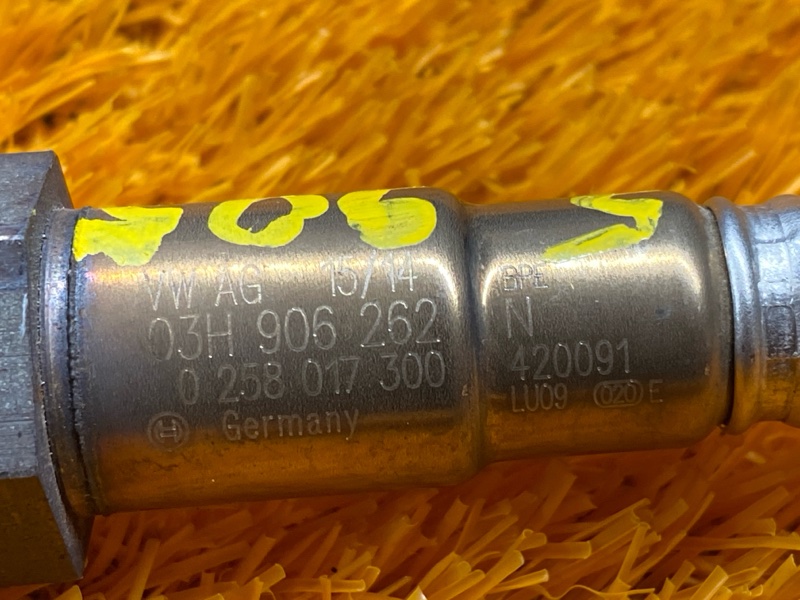 VW AG 15/14
03H 906 262
0 258 017 300
Germany
BPE
N
420091
LU09 020 E